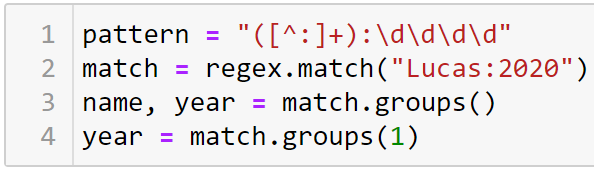 1 pattern = "([^:]+):\d\d\d\d"
2 match = regex.match("Lucas:2020")
3 name, year = match.groups()
4 year = match.groups(1)